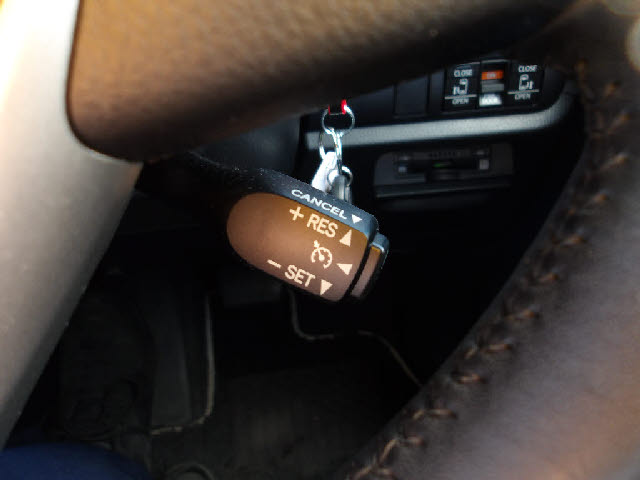 CLOSE CLOSE
OPEN OPEN
CANCEL ▼
+ RES ▲
◀
− SET ▼